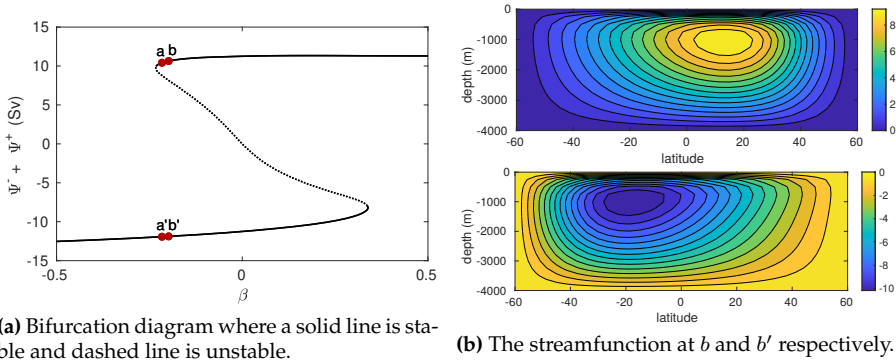 15
10
5
0
-5
-10
-15
-0.5
0
0.5
β
Ψ- + Ψ+ (Sv)
a b
a' b'
(a) Bifurcation diagram where a solid line is sta-
ble and dashed line is unstable.
0
-1000
-2000
-3000
-4000
depth (m)
-60 -40 -20 0 20 40 60
latitude
8
6
4
2
0
0
-1000
-2000
-3000
-4000
depth (m)
-60 -40 -20 0 20 40 60
latitude
0
-2
-4
-6
-8
-10
(b) The streamfunction at b and b′ respectively.